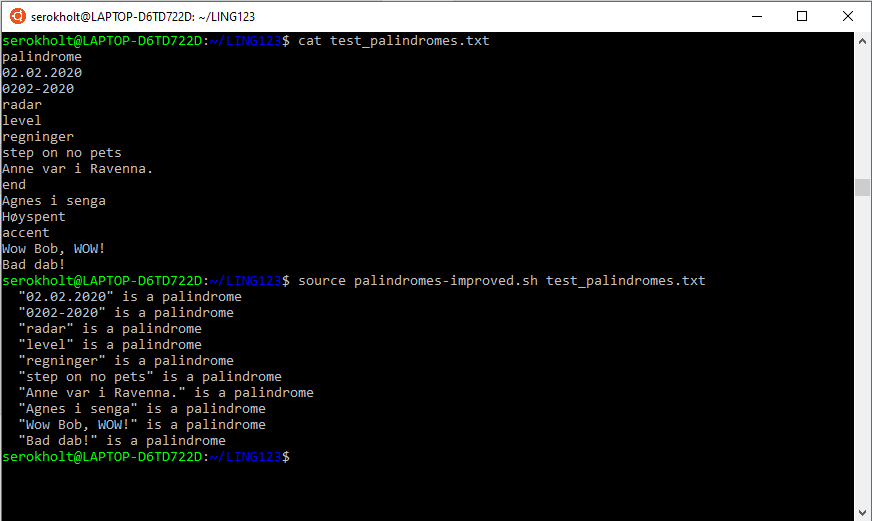 serokholt@LAPTOP-D6TD722D: ~/LING123
serokholt@LAPTOP-D6TD722D:~/LING123$ cat test_palindromes.txt
palindrome
02.02.2020
0202-2020
radar
level
regninger
step on no pets
Anne var i Ravenna.
end
Agnes i senga
Høyspent
accent
Wow Bob, WOW!
Bad dab!
serokholt@LAPTOP-D6TD722D:~/LING123$ source palindromes-improved.sh test_palindromes.txt
  "02.02.2020" is a palindrome
  "0202-2020" is a palindrome
  "radar" is a palindrome
  "level" is a palindrome
  "regninger" is a palindrome
  "step on no pets" is a palindrome
  "Anne var i Ravenna." is a palindrome
  "Agnes i senga" is a palindrome
  "Wow Bob, WOW!" is a palindrome
  "Bad dab!" is a palindrome
serokholt@LAPTOP-D6TD722D:~/LING123$